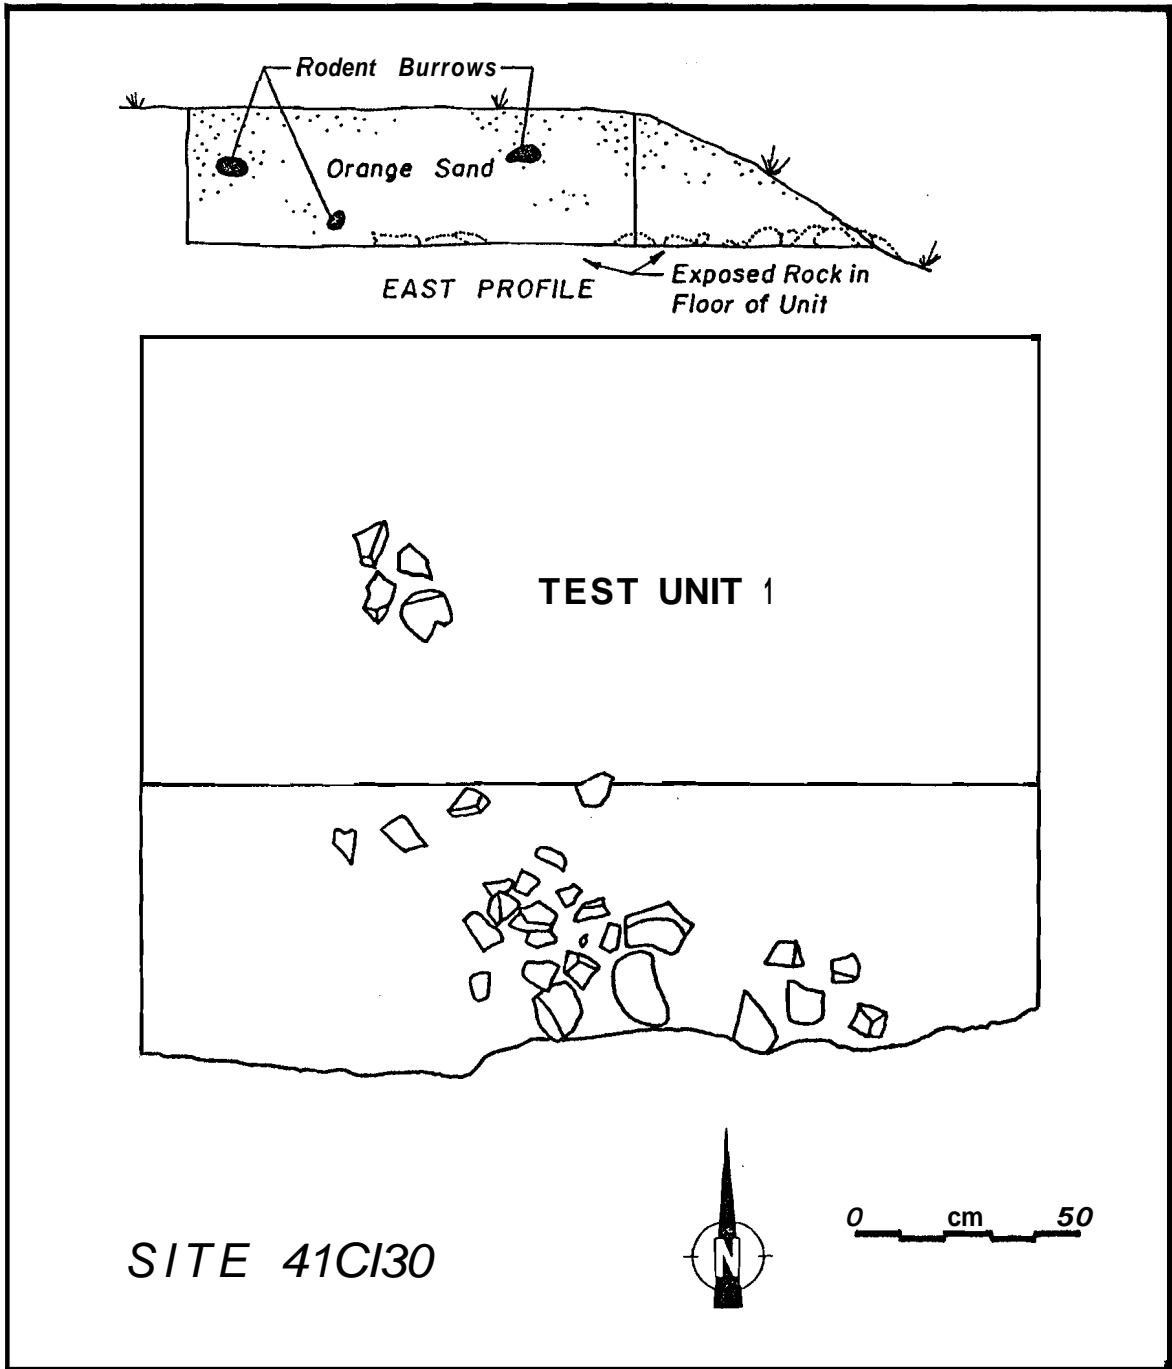 Rodent Burrows
Orange Sand
EAST PROFILE
Exposed Rock in
Floor of Unit
TEST UNIT 1
N
0 cm 50
SITE 41CI30